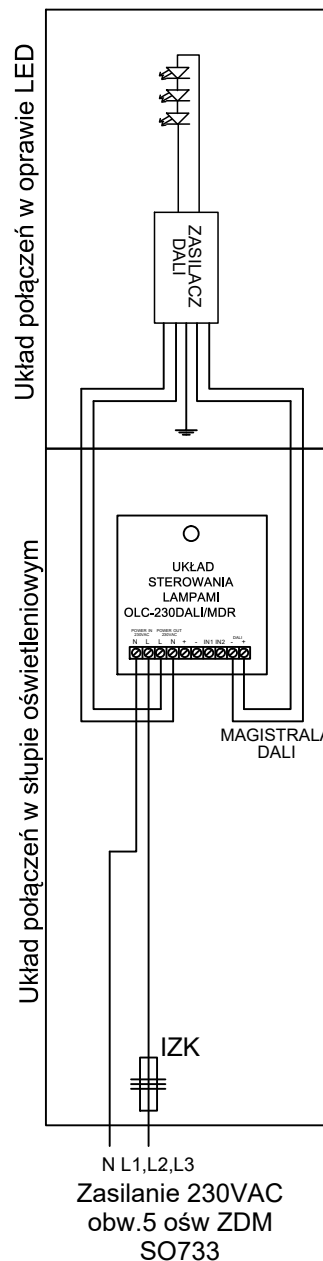 Układ połączeń w oprawie LED
ZASILACZ
DALI
Układ połączeń w słupie oświetleniowym
UKŁAD
STEROWANIA
LAMPAMI
OLC-230DALI/MDR
POWER IN POWER OUT
230VAC 230VAC DALI
N L L N + - IN1 IN2 - +
MAGISTRALA
DALI
IZK
N L1,L2,L3
Zasilanie 230VAC
obw.5 ośw ZDM
SO733